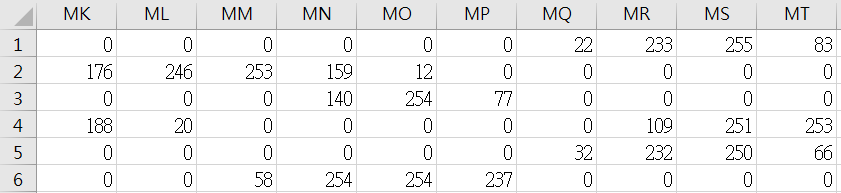 MK ML MM MN MO MP MQ MR MS MT
1 0 0 0 0 0 0 22 233 255 83
2 176 246 253 159 12 0 0 0 0 0
3 0 0 0 140 254 77 0 0 0 0
4 188 20 0 0 0 0 0 109 251 253
5 0 0 0 0 0 0 32 232 250 66
6 0 0 58 254 254 237 0 0 0 0